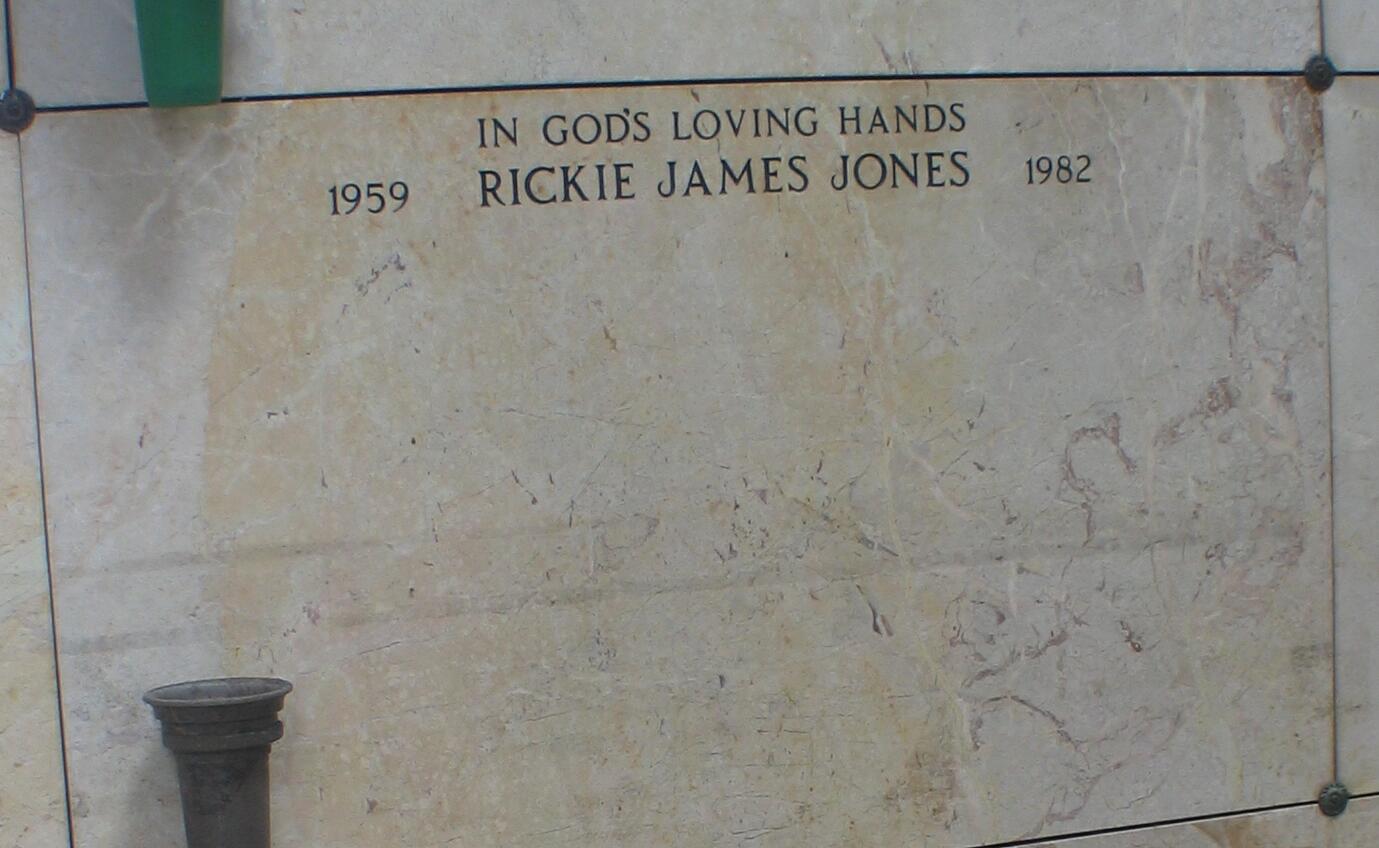 IN GOD'S LOVING HANDS
1959 RICKIE JAMES JONES 1982